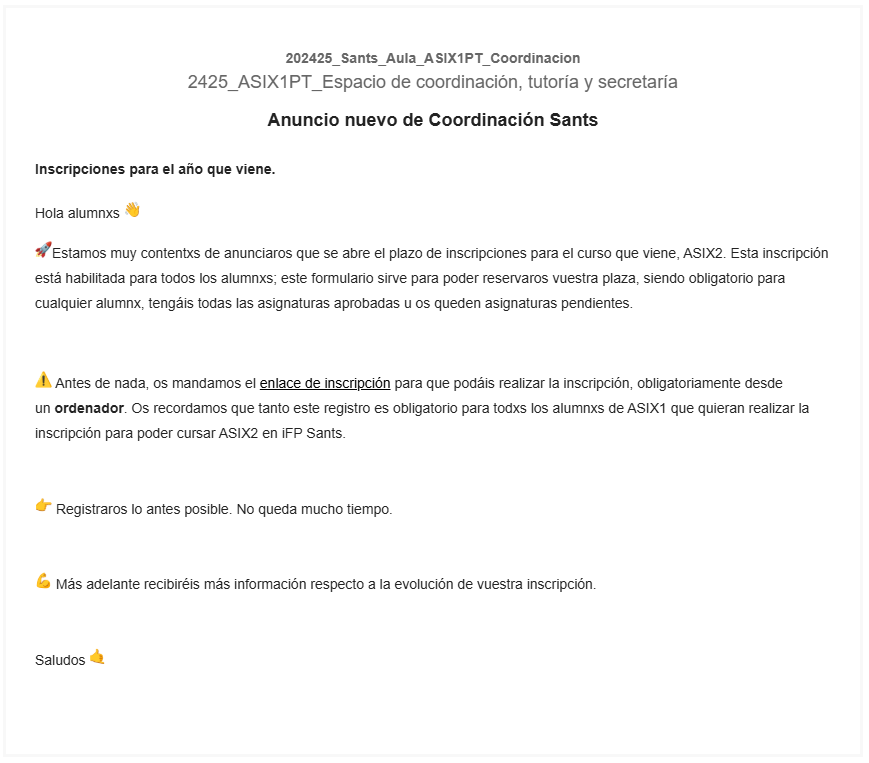 202425_Sants_Aula_ASIX1PT_Coordinacion
2425_ASIX1PT_Espacio de coordinación, tutoría y secretaría
Anuncio nuevo de Coordinación Sants
Inscripciones para el año que viene.
Hola alumnxs 👋
🚀Estamos muy contentxs de anunciaros que se abre el plazo de inscripciones para el curso que viene, ASIX2. Esta inscripción
está habilitada para todos los alumnxs; este formulario sirve para poder reservaros vuestra plaza, siendo obligatorio para
cualquier alumnx, tengáis todas las asignaturas aprobadas u os queden asignaturas pendientes.
⚠️ Antes de nada, os mandamos el enlace de inscripción para que podáis realizar la inscripción, obligatoriamente desde
un ordenador. Os recordamos que tanto este registro es obligatorio para todxs los alumnxs de ASIX1 que quieran realizar la
inscripción para poder cursar ASIX2 en iFP Sants.
👉 Registraros lo antes posible. No queda mucho tiempo.
💪 Más adelante recibiréis más información respecto a la evolución de vuestra inscripción.
Saludos 🤙